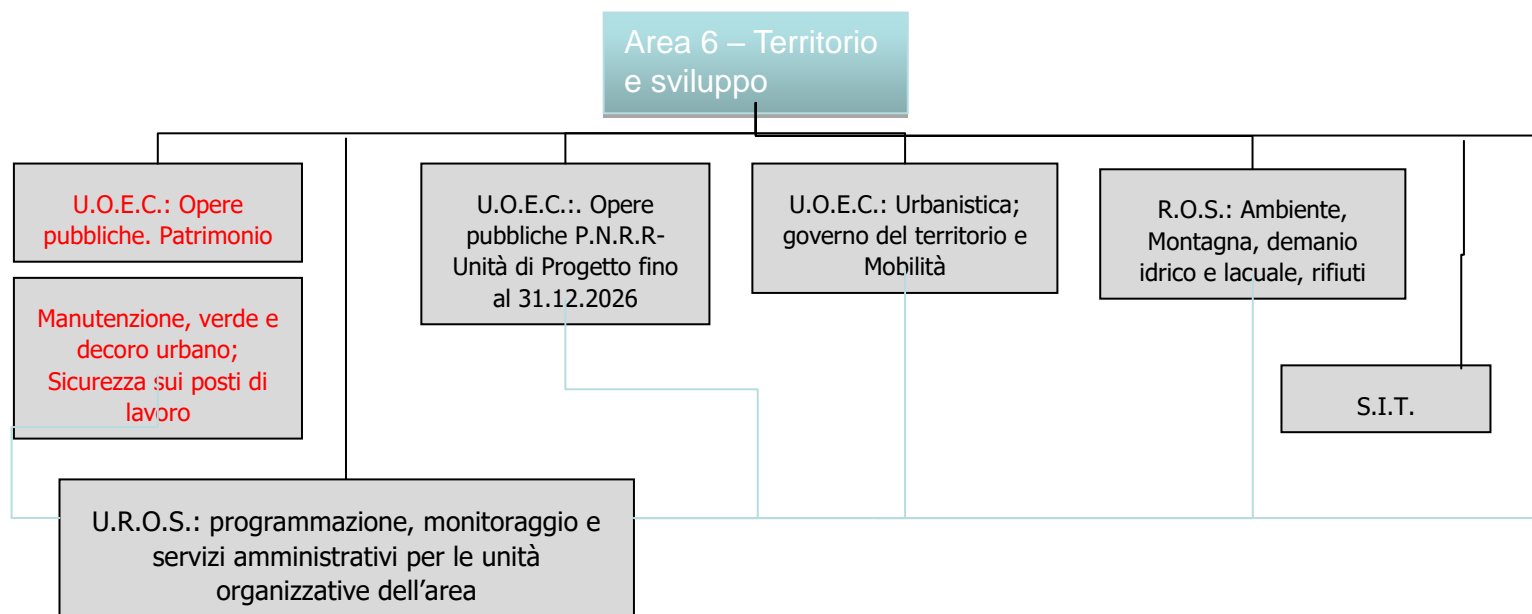 Area 6 – Territorio
e sviluppo
U.O.E.C.: Opere
pubbliche. Patrimonio
Manutenzione, verde e
decoro urbano;
Sicurezza sui posti di
lavoro
U.O.E.C.:. Opere
pubbliche P.N.R.R-
Unità di Progetto fino
al 31.12.2026
U.O.E.C.: Urbanistica;
governo del territorio e
Mobilità
R.O.S.: Ambiente,
Montagna, demanio
idrico e lacuale, rifiuti
S.I.T.
U.R.O.S.: programmazione, monitoraggio e
servizi amministrativi per le unità
organizzative dell'area